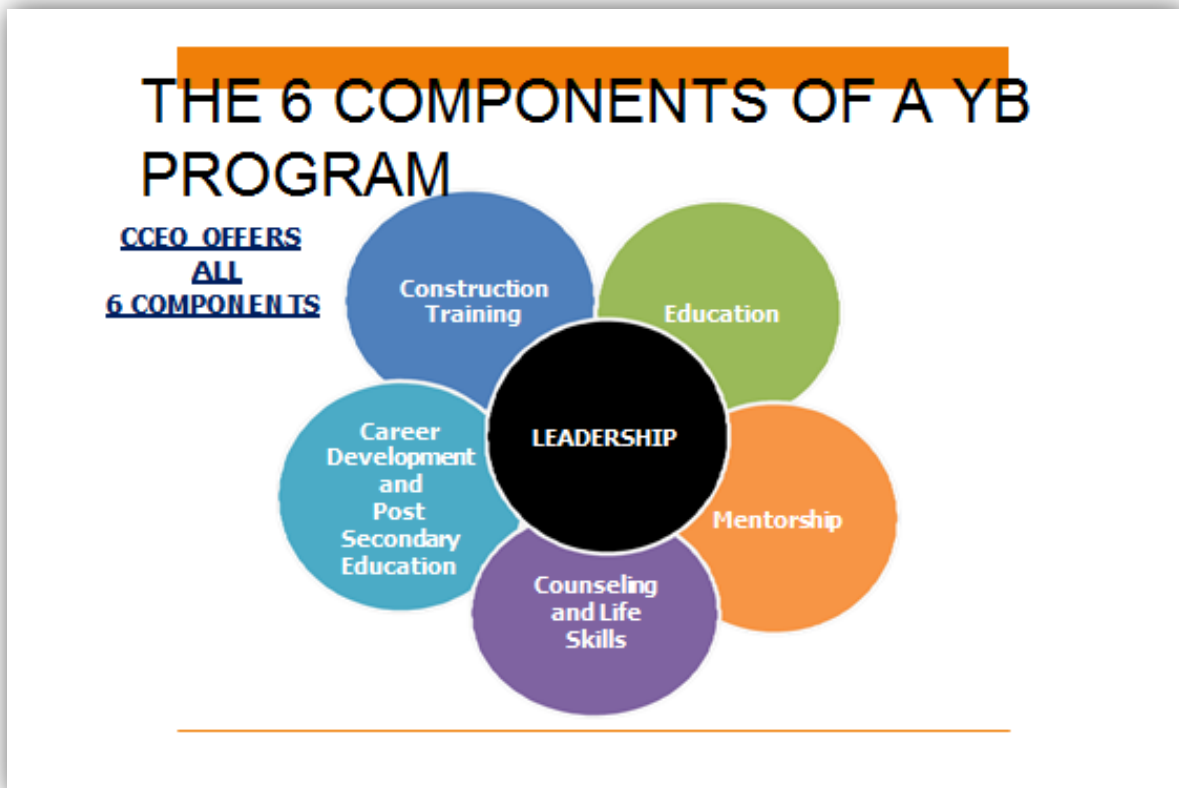 THE 6 COMPONENTS OF A YB
PROGRAM
CCEO OFFERS
ALL
6 COMPONENTS
Construction
Training
Education
LEADERSHIP
Career
Development
and
Post
Secondary
Education
Mentorship
Counseling
and Life
Skills